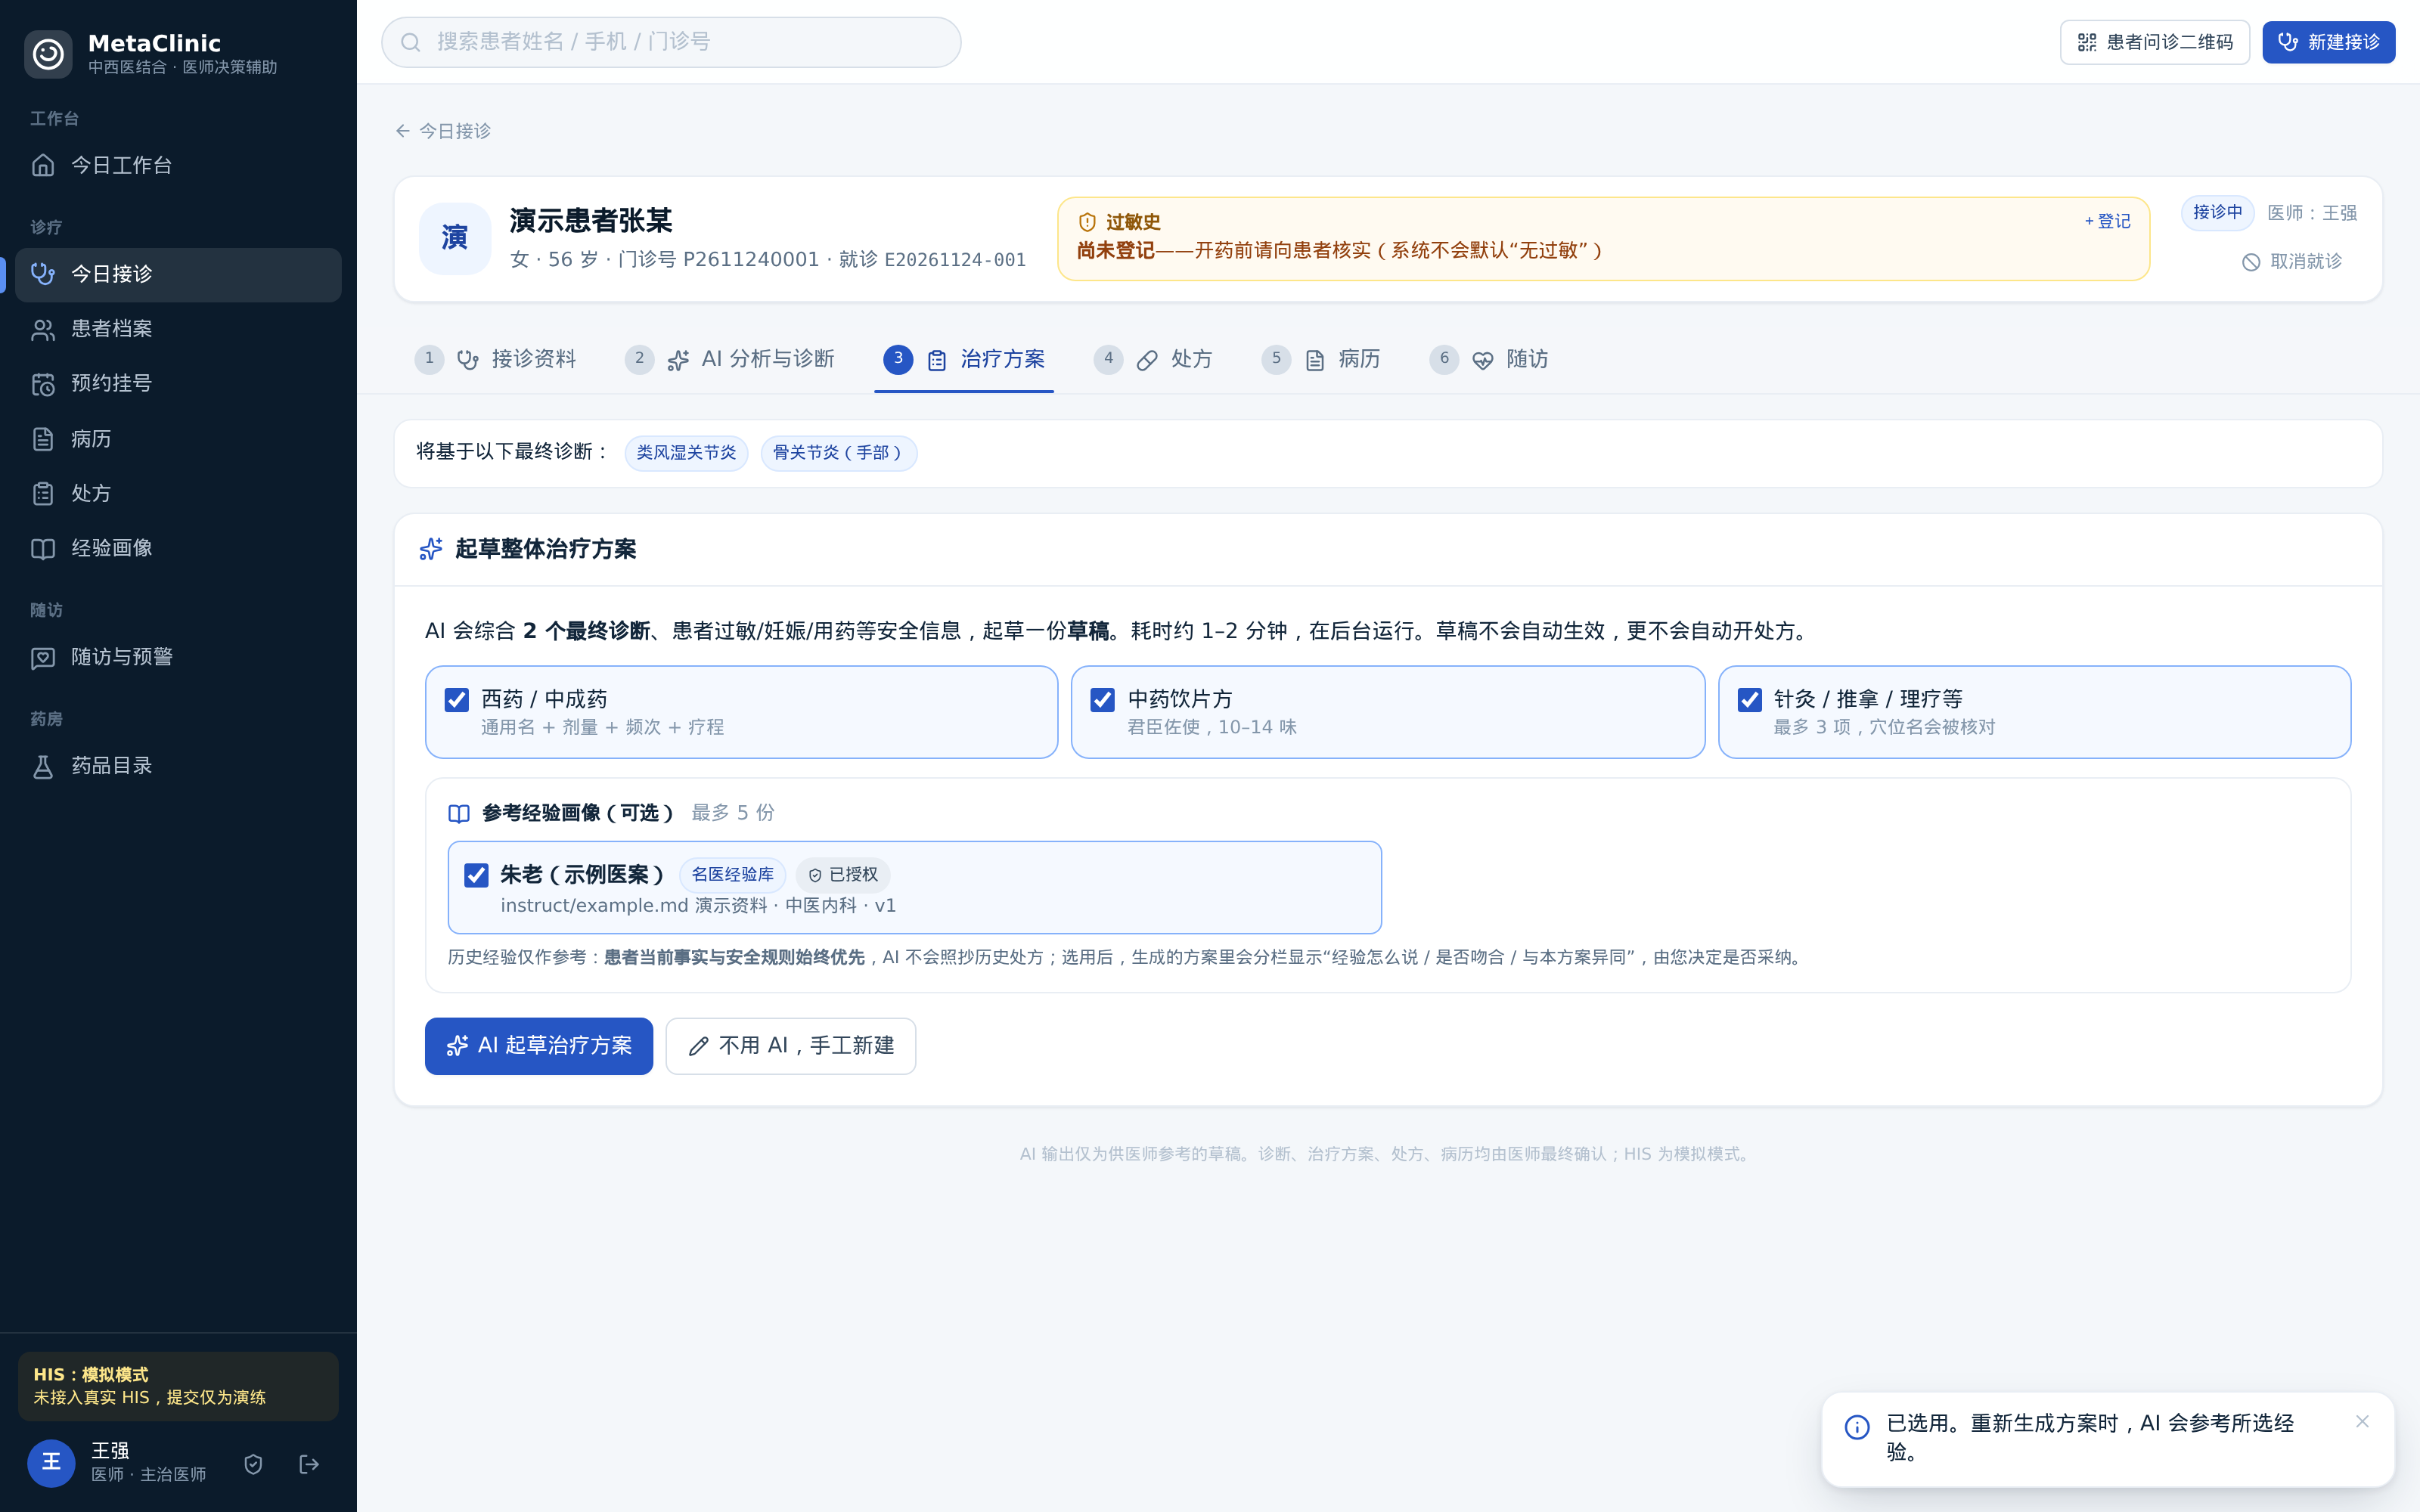 MetaClinic
中西医结合 · 医师决策辅助
工作台
今日工作台
诊疗
今日接诊
患者档案
预约挂号
病历
处方
经验画像
随访
随访与预警
药房
药品目录
HIS：模拟模式
未接入真实 HIS，提交仅为演练
王
王强
医师 · 主治医师
搜索患者姓名 / 手机 / 门诊号
患者问诊二维码
新建接诊
今日接诊
演
演示患者张某
女 · 56 岁 · 门诊号 P2611240001 · 就诊 E20261124-001
过敏史
+ 登记
尚未登记——开药前请向患者核实（系统不会默认“无过敏”）
接诊中
医师：王强
取消就诊
1 接诊资料
2 AI 分析与诊断
3 治疗方案
4 处方
5 病历
6 随访
将基于以下最终诊断： 类风湿关节炎 骨关节炎（手部）
起草整体治疗方案
AI 会综合 2 个最终诊断、患者过敏/妊娠/用药等安全信息，起草一份草稿。耗时约 1–2 分钟，在后台运行。草稿不会自动生效，更不会自动开处方。
西药 / 中成药
通用名 + 剂量 + 频次 + 疗程
中药饮片方
君臣佐使，10–14 味
针灸 / 推拿 / 理疗等
最多 3 项，穴位名会被核对
参考经验画像（可选） 最多 5 份
朱老（示例医案） 名医经验库 已授权
instruct/example.md 演示资料 · 中医内科 · v1
历史经验仅作参考：患者当前事实与安全规则始终优先，AI 不会照抄历史处方；选用后，生成的方案里会分栏显示“经验怎么说 / 是否吻合 / 与本方案异同”，由您决定是否采纳。
AI 起草治疗方案
不用 AI，手工新建
AI 输出仅为供医师参考的草稿。诊断、治疗方案、处方、病历均由医师最终确认；HIS 为模拟模式。
已选用。重新生成方案时，AI 会参考所选经
验。